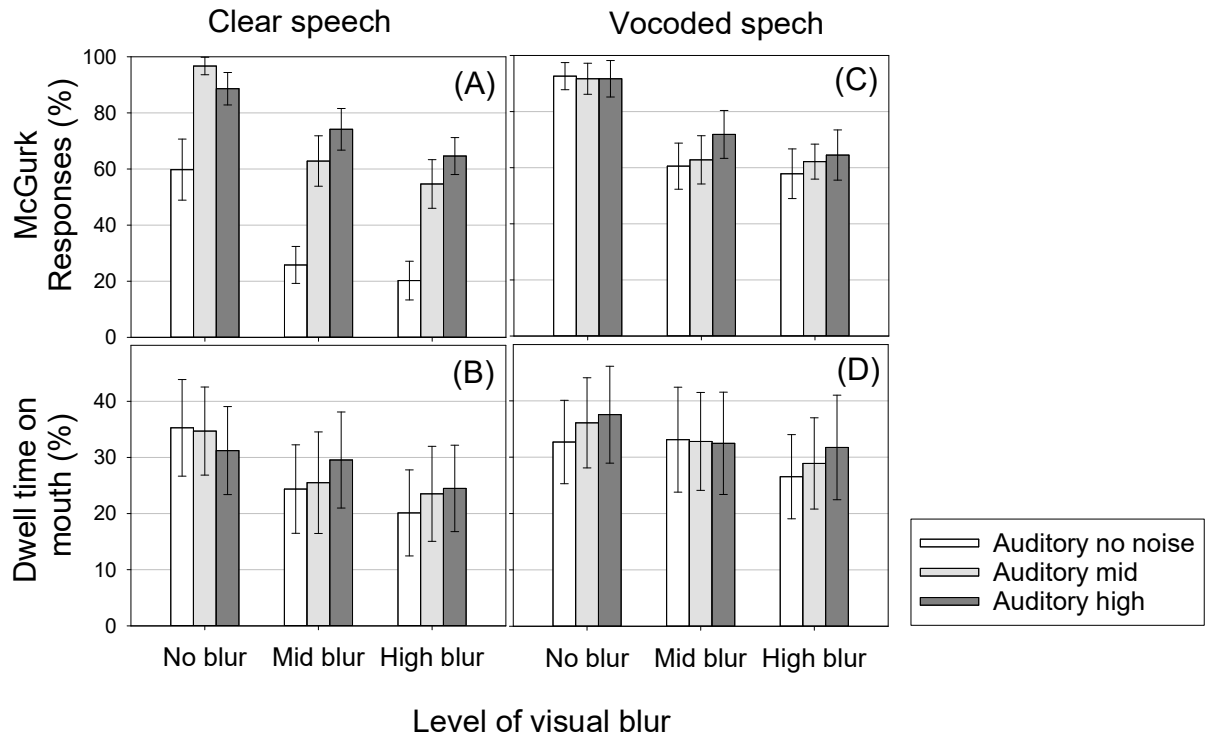 Clear speech
Vocoded spech
McGurk
Responses (%)
100
80
60
40
20
0
(A)
(C)
Dwell time on
mouth (%)
40
30
20
10
0
(B)
(D)
No blur Mid blur High blur
No blur Mid blur High blur
Level of visual blur
Auditory no noise
Auditory mid
Auditory high